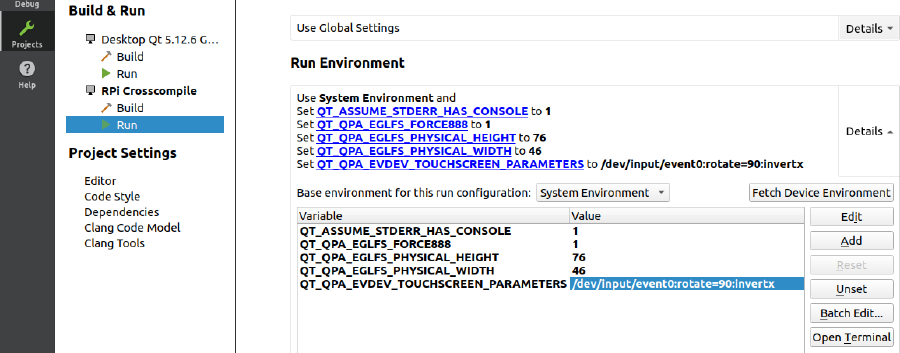 Debug
Projects
Help
Build & Run
Desktop Qt 5.12.6 G...
Build
Run
RPi Crosscompile
Build
Run
Project Settings
Editor
Code Style
Dependencies
Clang Code Model
Clang Tools
Use Global Settings
Details
Run Environment
Use System Environment and
Set QT_ASSUME_STDERR_HAS_CONSOLE to 1
Set QT_QPA_EGLFS_FORCE888 to 1
Set QT_QPA_EGLFS_PHYSICAL_HEIGHT to 76
Set QT_QPA_EGLFS_PHYSICAL_WIDTH to 46
Set QT_QPA_EVDEV_TOUCHSCREEN_PARAMETERS to /dev/input/event0:rotate=90:invertx
Details
Base environment for this run configuration: System Environment
Fetch Device Environment
Variable Value
QT_ASSUME_STDERR_HAS_CONSOLE 1
QT_QPA_EGLFS_FORCE888 1
QT_QPA_EGLFS_PHYSICAL_HEIGHT 76
QT_QPA_EGLFS_PHYSICAL_WIDTH 46
QT_QPA_EVDEV_TOUCHSCREEN_PARAMETERS /dev/input/event0:rotate=90:invertx
Edit
Add
Reset
Unset
Batch Edit...
Open Terminal